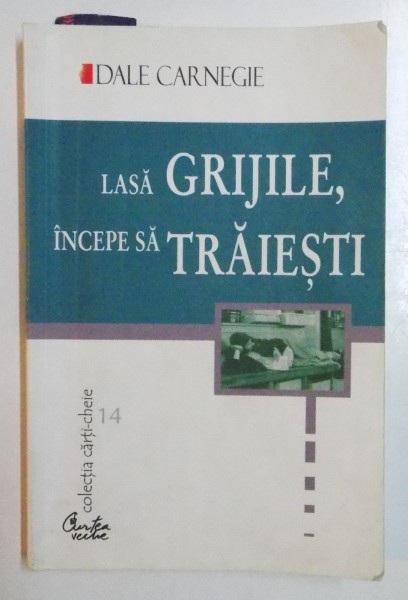 DALE CARNEGIE
LASĂ GRIJILE,
ÎNCEPE SĂ TRĂIEȘTI
colecția cărți-cheie 14
Curtea
veche